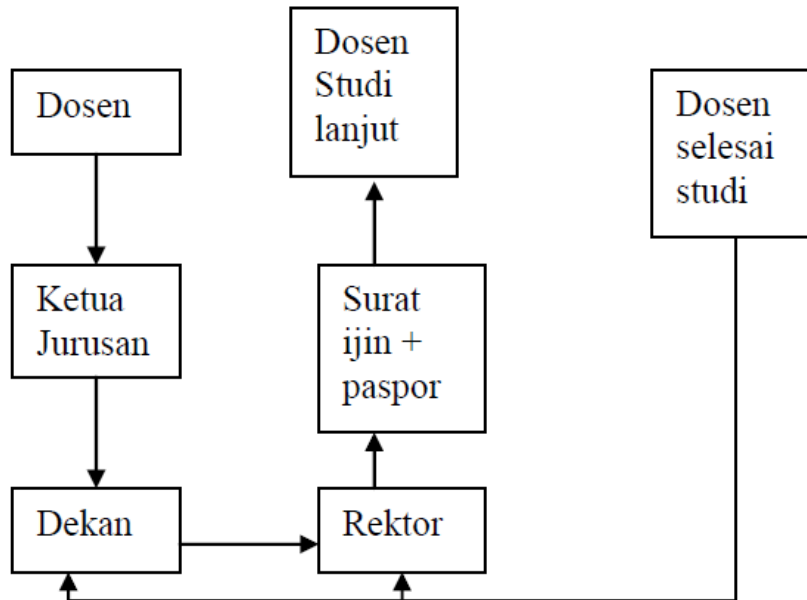 Dosen
Ketua
Jurusan
Dekan
Rektor
Surat
ijin +
paspor
Dosen
Studi
lanjut
Dosen
selesai
studi